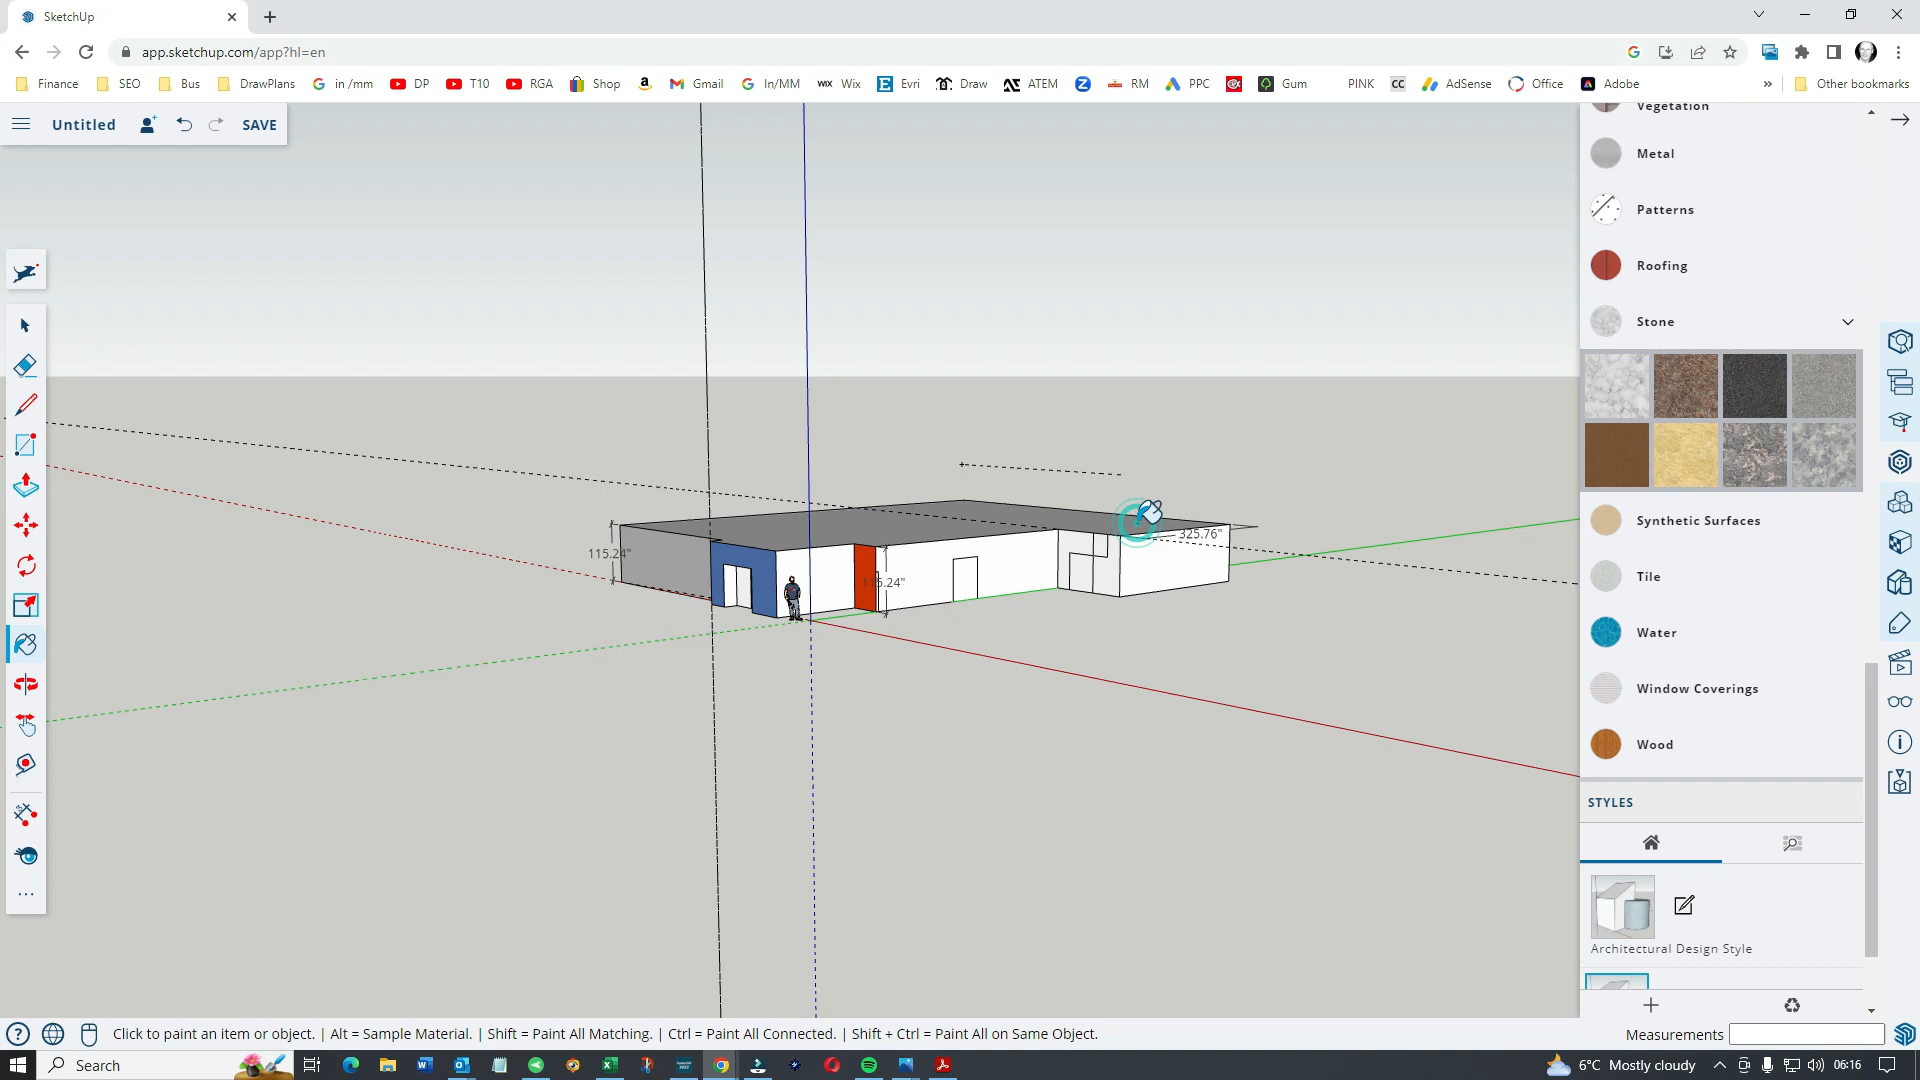 SketchUp
app.sketchup.com/app?hl=en
Finance SEO Bus DrawPlans in /mm DP T10 RGA Shop Gmail In/MM WIX Wix Evri Draw ATEM RM PPC Gum PINK CC AdSense Office Adobe » Other bookmarks
Untitled SAVE
Vegetation
Metal
Patterns
Roofing
Stone
Synthetic Surfaces
Tile
Water
Window Coverings
Wood
STYLES
Architectural Design Style
325.76"
115.24"
Click to paint an item or object. | Alt = Sample Material. | Shift = Paint All Matching. | Ctrl = Paint All Connected. | Shift + Ctrl = Paint All on Same Object.
Measurements
Search
6°C Mostly cloudy
06:16